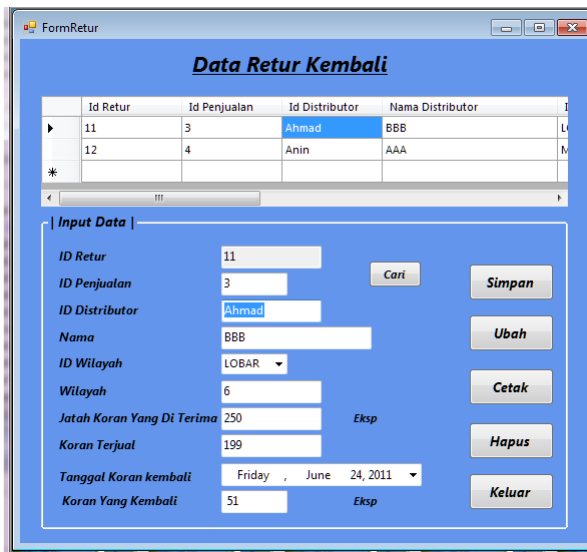 FormRetur
Data Retur Kembali
Id Retur Id Penjualan Id Distributor Nama Distributor
11 3 Ahmad BBB
12 4 Anin AAA
| Input Data |
ID Retur 11
ID Penjualan 3 Cari Simpan
ID Distributor Ahmad
Nama BBB Ubah
ID Wilayah LOBAR
Wilayah 6 Cetak
Jatah Koran Yang Di Terima 250 Eksp
Koran Terjual 199 Hapus
Tanggal Koran kembali Friday , June 24, 2011
Koran Yang Kembali 51 Eksp Keluar